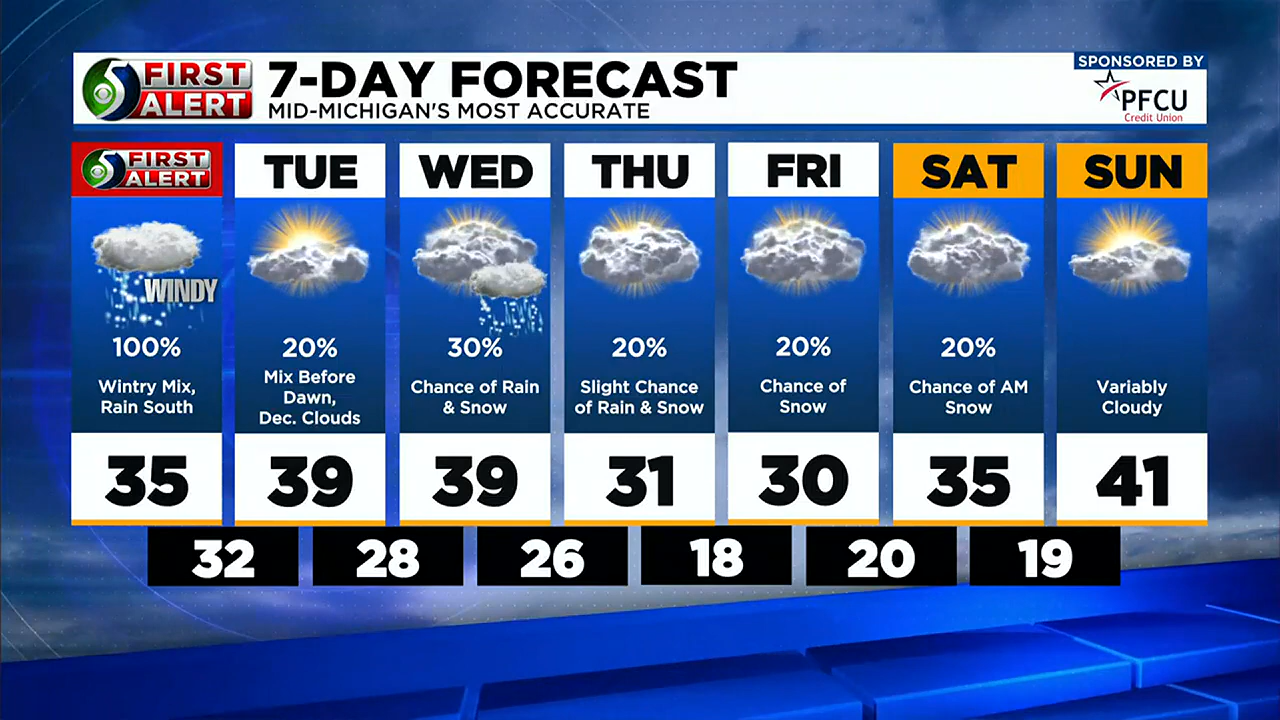 5 FIRST ALERT
7-DAY FORECAST
MID-MICHIGAN'S MOST ACCURATE
SPONSORED BY
PFCU
Credit Union
5 FIRST ALERT
WINDY
100%
Wintry Mix,
Rain South
35
TUE
20%
Mix Before
Dawn,
Dec. Clouds
39
WED
30%
Chance of Rain
& Snow
39
THU
20%
Slight Chance
of Rain & Snow
31
FRI
20%
Chance of
Snow
30
SAT
20%
Chance of AM
Snow
35
SUN
Variably
Cloudy
41
32
28
26
18
20
19